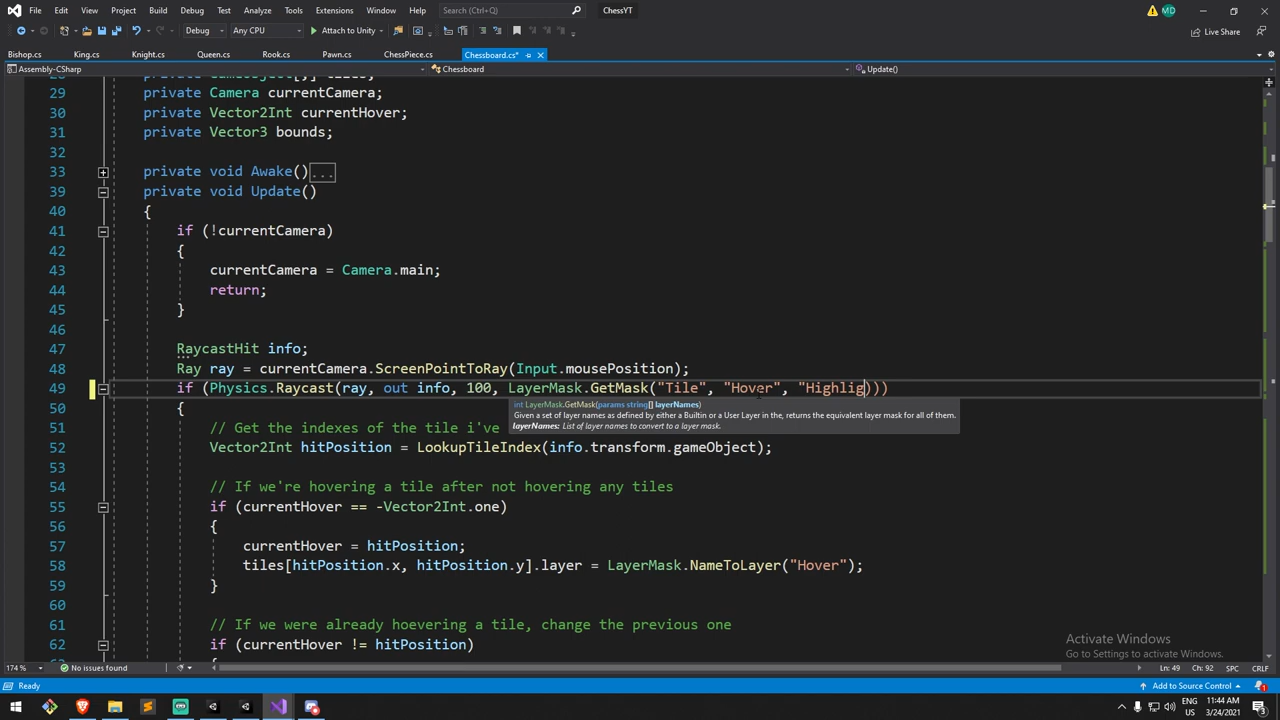 File Edit View Git Project Build Debug Test Analyze Tools Extensions Window Help Search (Ctrl+Q) ChessYT MD
Debug Any CPU Attach to Unity Live Share
Bishop.cs King.cs Knight.cs Queen.cs Rook.cs Pawn.cs ChessPiece.cs Chessboard.cs*
Assembly-CSharp Chessboard Update()
29 private Camera currentCamera;
30 private Vector2Int currentHover;
31 private Vector3 bounds;
32
33 private void Awake()...
39 private void Update()
40 {
41 if (!currentCamera)
42 {
43 currentCamera = Camera.main;
44 return;
45 }
46
47 RaycastHit info;
48 Ray ray = currentCamera.ScreenPointToRay(Input.mousePosition);
49 if (Physics.Raycast(ray, out info, 100, LayerMask.GetMask("Tile", "Hover", "Highlig)))
int LayerMask.GetMask(params string[] layerNames)
50 {
Given a set of layer names as defined by either a Builtin or a User Layer in the, returns the equivalent layer mask for all of them.
51 // Get the indexes of the tile i've
layerNames: List of layer names to convert to a layer mask.
52 Vector2Int hitPosition = LookupTileIndex(info.transform.gameObject);
53
54 // If we're hovering a tile after not hovering any tiles
55 if (currentHover == -Vector2Int.one)
56 {
57 currentHover = hitPosition;
58 tiles[hitPosition.x, hitPosition.y].layer = LayerMask.NameToLayer("Hover");
59 }
60
61 // If we were already hoevering a tile, change the previous one
62 if (currentHover != hitPosition)
Activate Windows
Go to Settings to activate Windows.
174 % No issues found Ln: 49 Ch: 92 SPC CRLF
Ready Add to Source Control 1
ENG US 11:44 AM 3/24/2021 3